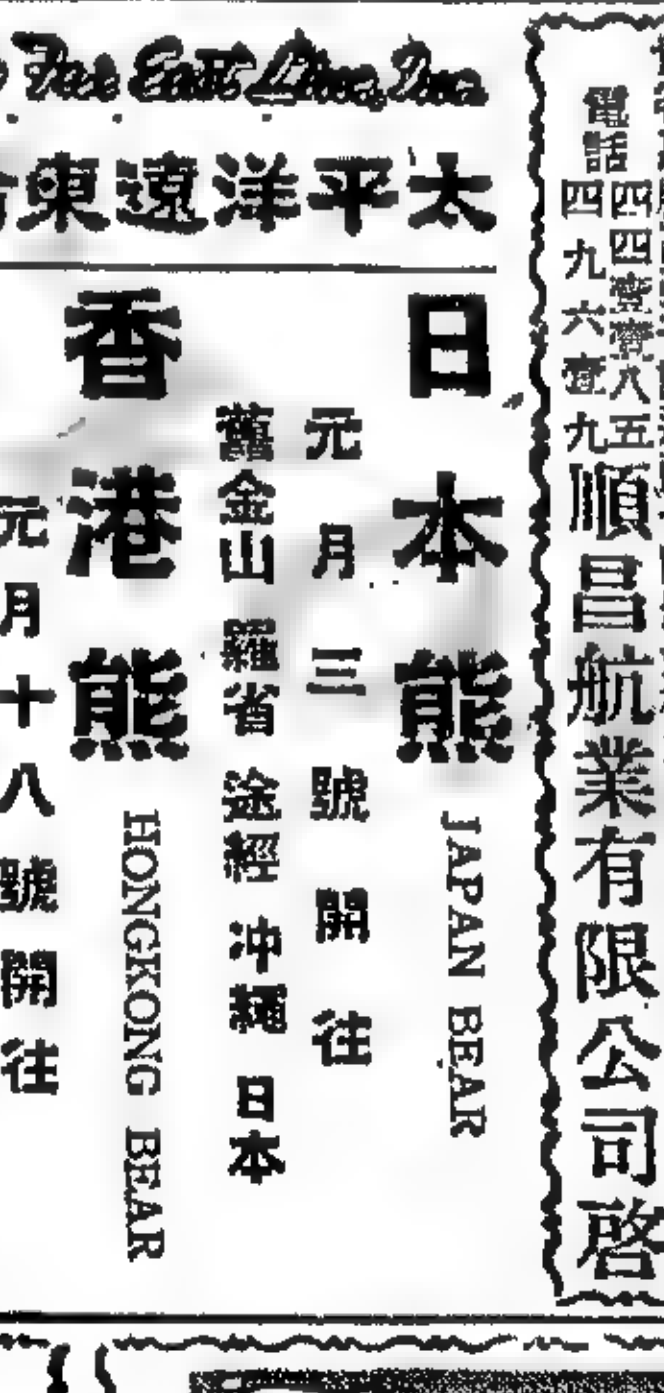 Far East Line, Inc.
太平洋遠東
日本熊 JAPAN BEAR
元月三號開往
舊金山 羅省 途經 沖繩 日本
香港熊 HONGKONG BEAR
元月十八號開往
電話
四四壹壹八五
四九六壹九
順昌航業有限公司啓